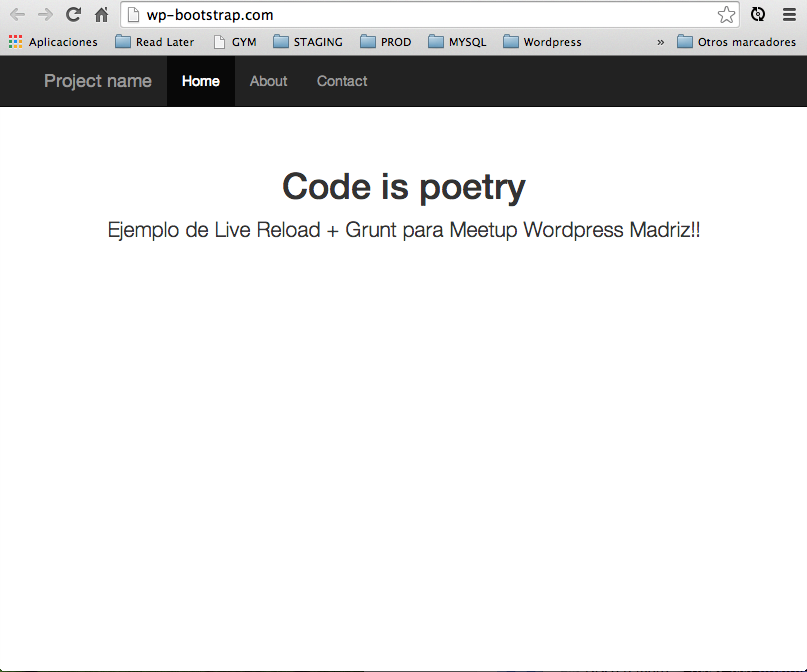 wp-bootstrap.com
Aplicaciones Read Later GYM STAGING PROD MYSQL Wordpress » Otros marcadores
Project name Home About Contact
Code is poetry
Ejemplo de Live Reload + Grunt para Meetup Wordpress Madriz!!